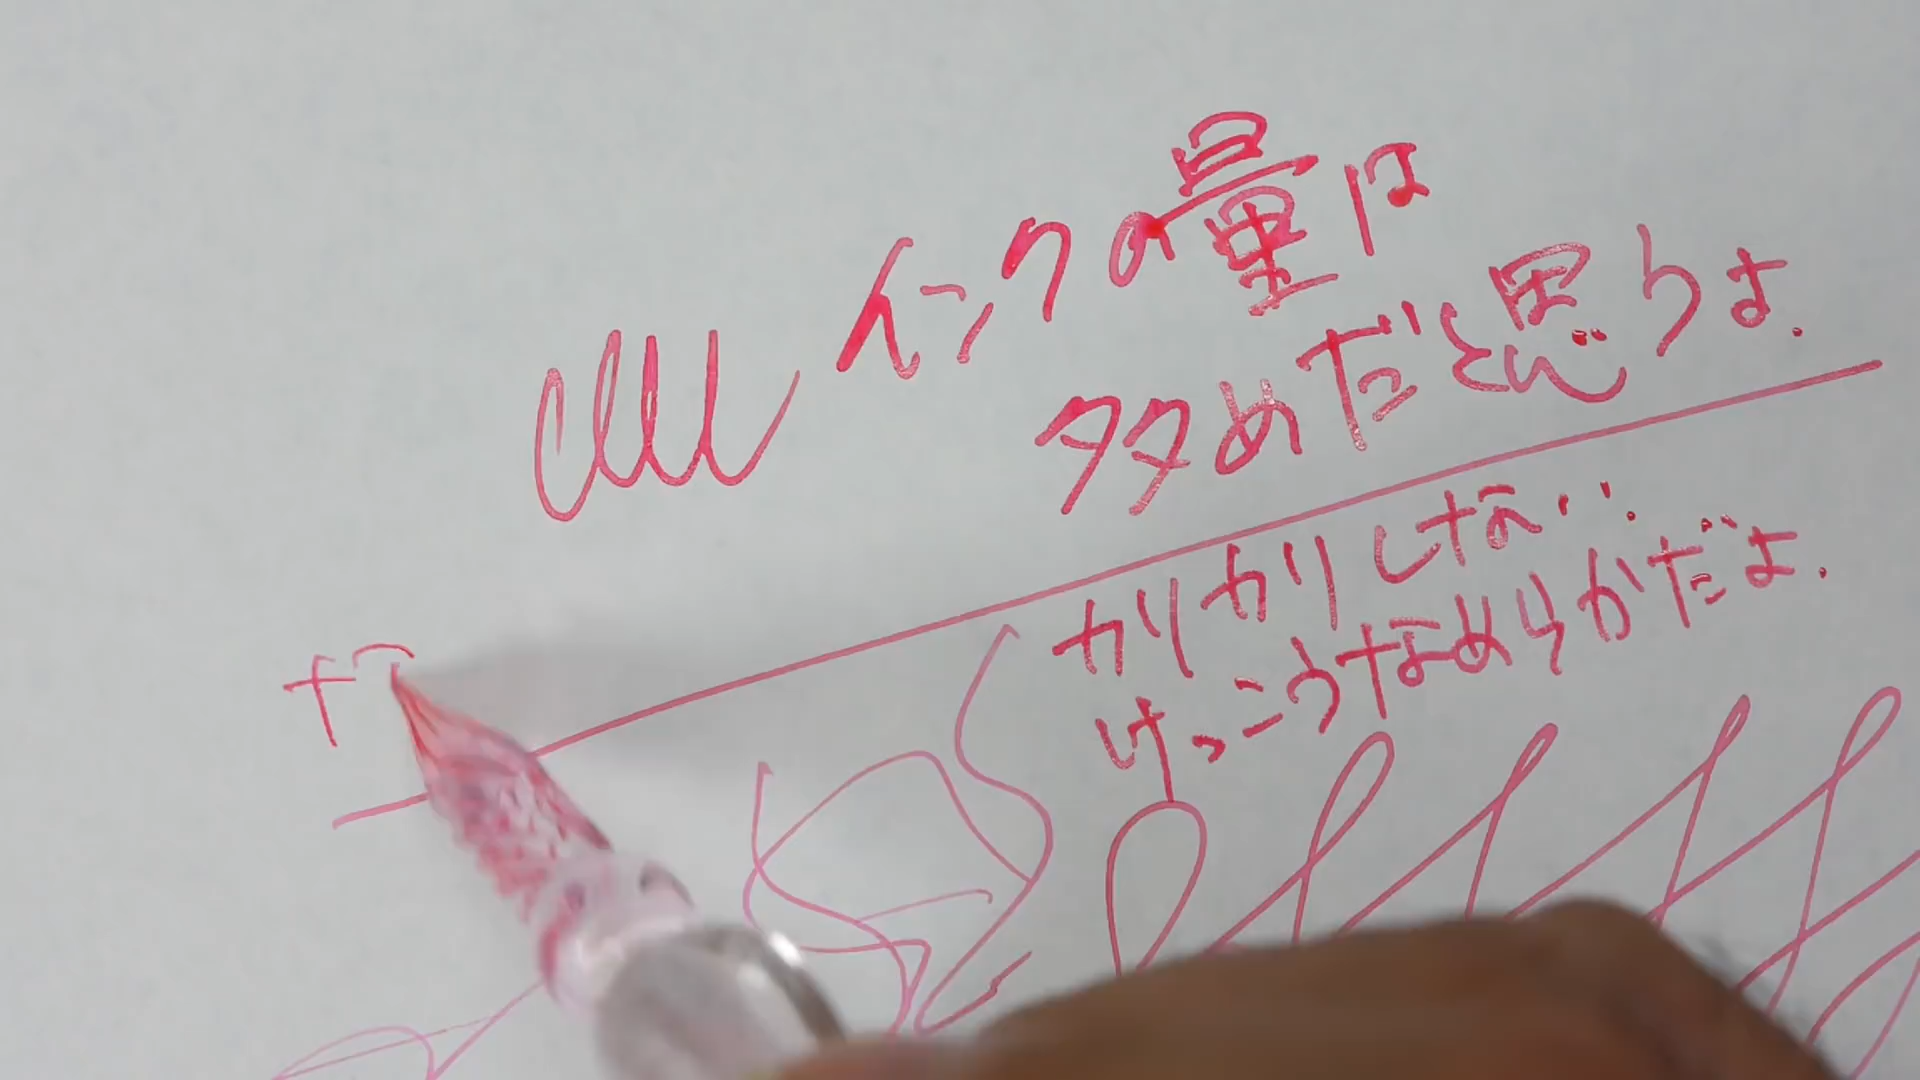 インクの量は
多めだと思うよ.
カリカリしない.
けっこうなめらかだよ.